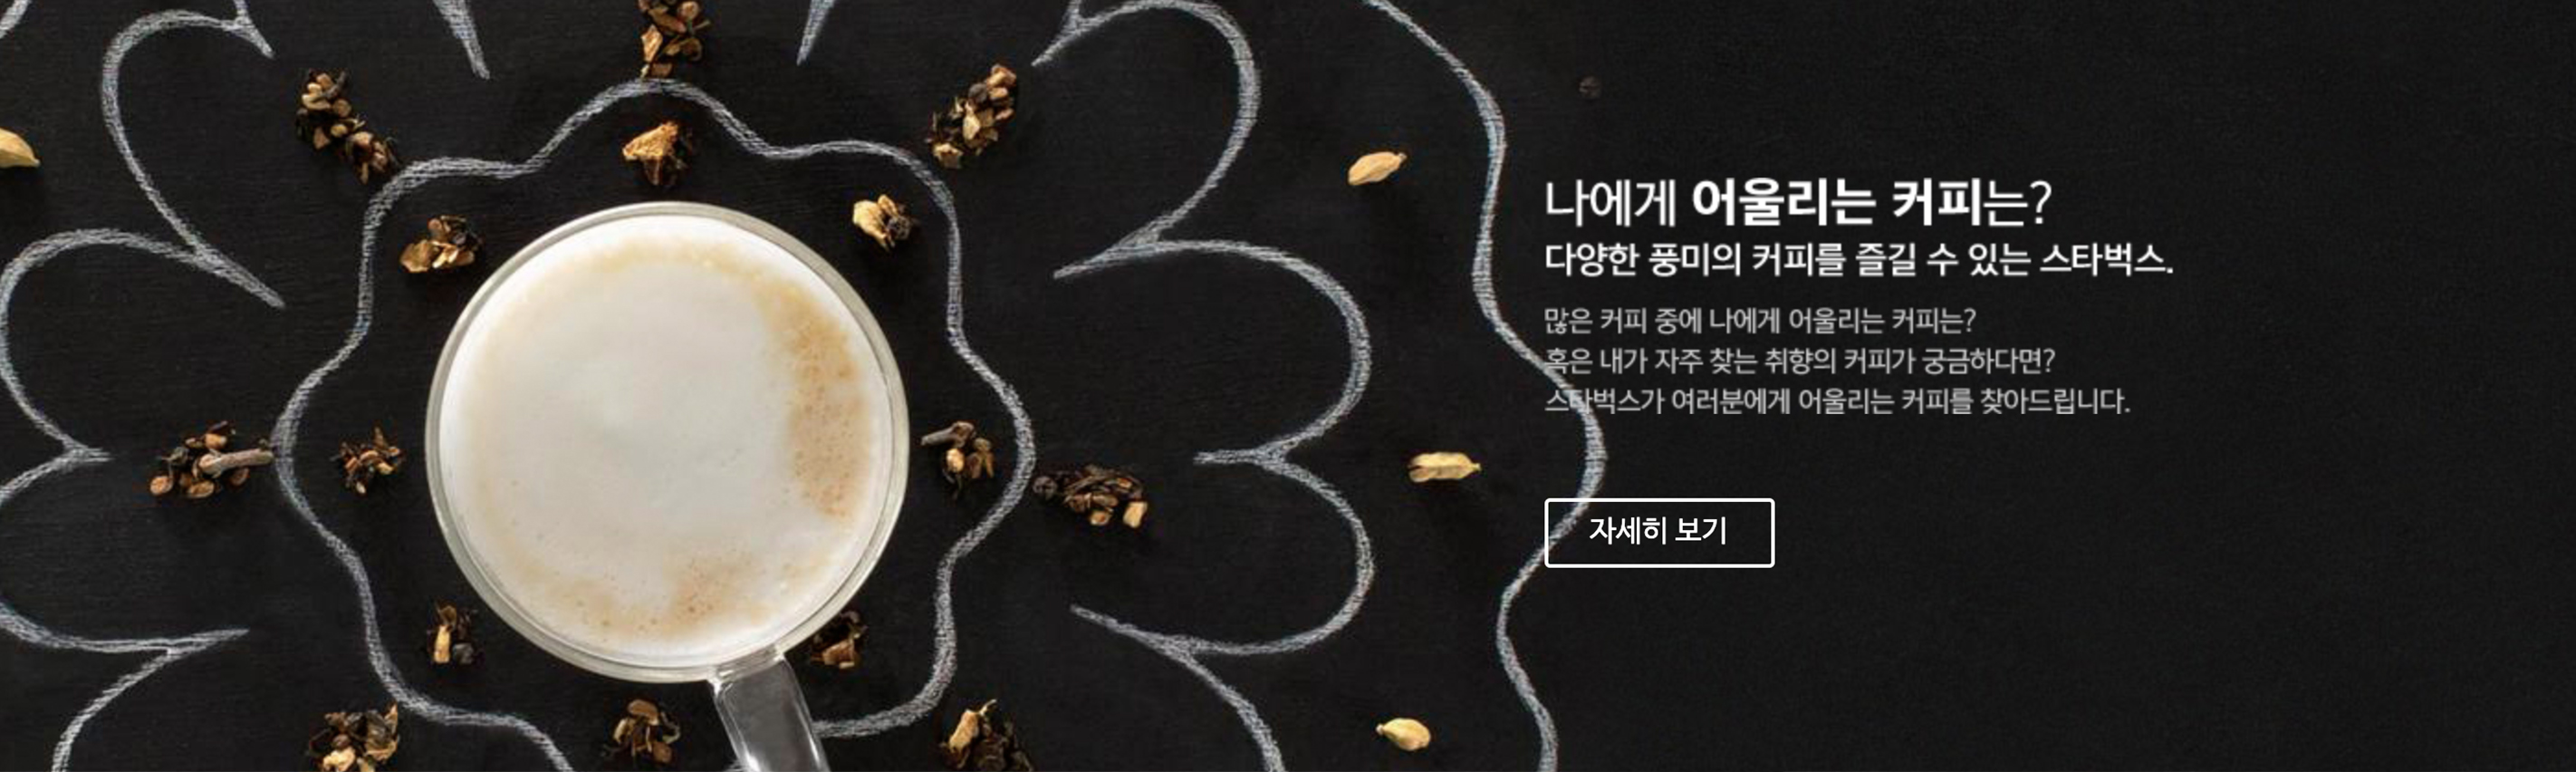 나에게 어울리는 커피는?
다양한 풍미의 커피를 즐길 수 있는 스타벅스.
많은 커피 중에 나에게 어울리는 커피는?
혹은 내가 자주 찾는 취향의 커피가 궁금하다면?
스타벅스가 여러분에게 어울리는 커피를 찾아드립니다.
자세히 보기